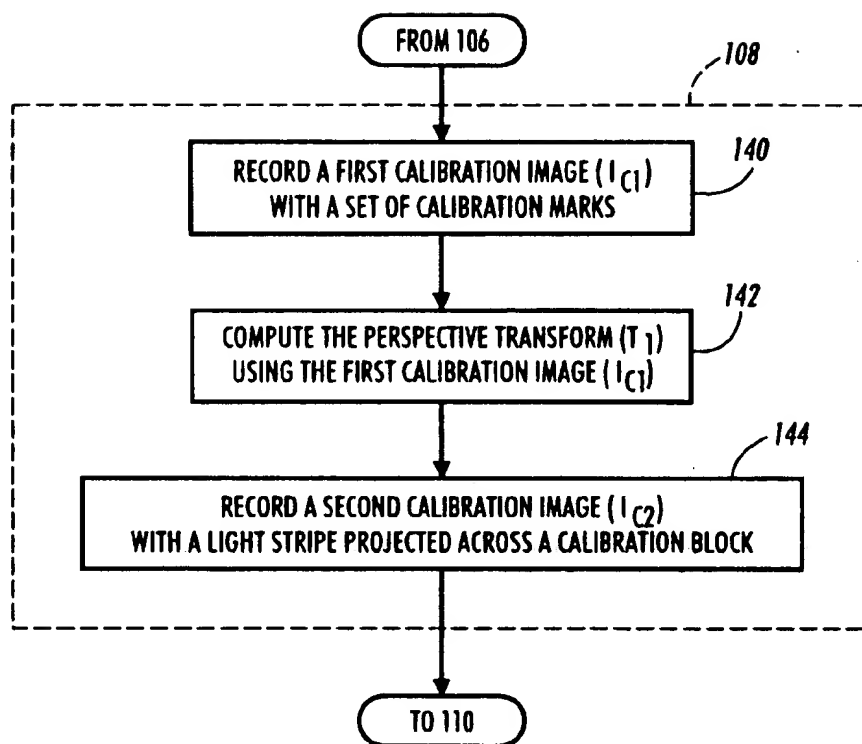 FROM 106
108
RECORD A FIRST CALIBRATION IMAGE (I C1)
WITH A SET OF CALIBRATION MARKS
140
142
COMPUTE THE PERSPECTIVE TRANSFORM (T 1)
USING THE FIRST CALIBRATION IMAGE (I C1)
144
RECORD A SECOND CALIBRATION IMAGE (I C2)
WITH A LIGHT STRIPE PROJECTED ACROSS A CALIBRATION BLOCK
TO 110